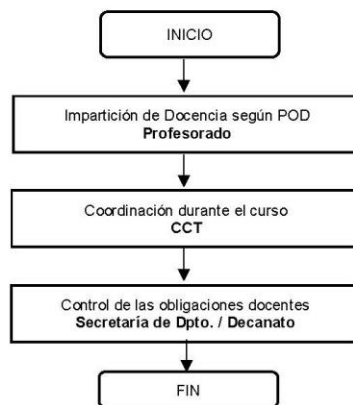 INICIO
Impartición de Docencia según POD
Profesorado
Coordinación durante el curso
CCT
Control de las obligaciones docentes
Secretaría de Dpto. / Decanato
FIN